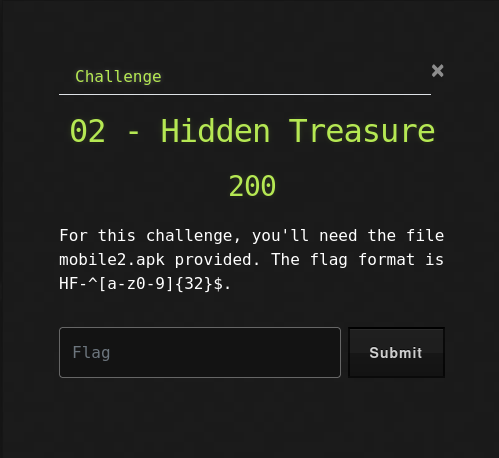 Challenge
×
02 - Hidden Treasure
200
For this challenge, you'll need the file
mobile2.apk provided. The flag format is
HF-^[a-z0-9]{32}$.
Flag
Submit